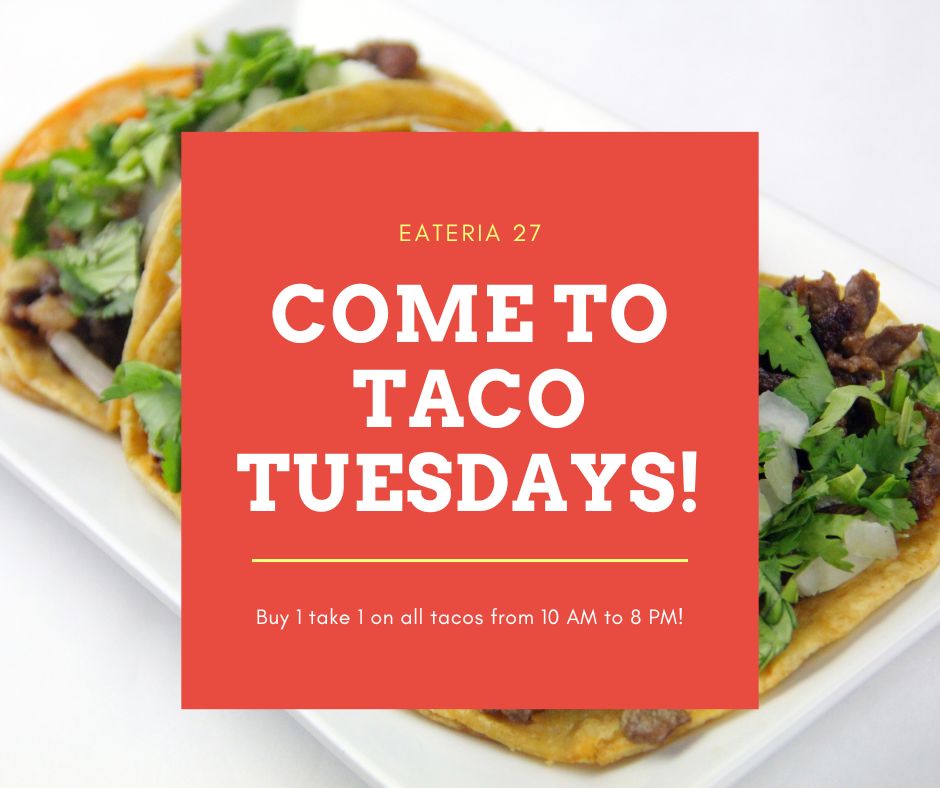 EATERIA 27
COME TO
TACO
TUESDAYS!
Buy 1 take 1 on all tacos from 10 AM to 8 PM!